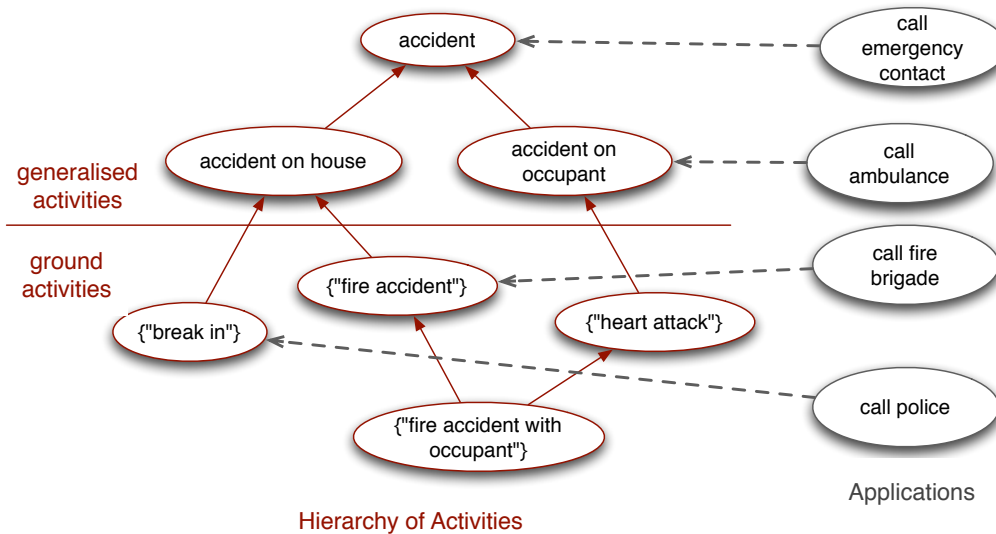 accident
call
emergency
contact
accident on house
accident on
occupant
call
ambulance
generalised
activities
ground
activities
{"fire accident"}
call fire
brigade
{"break in"}
{"heart attack"}
{"fire accident with
occupant"}
call police
Applications
Hierarchy of Activities